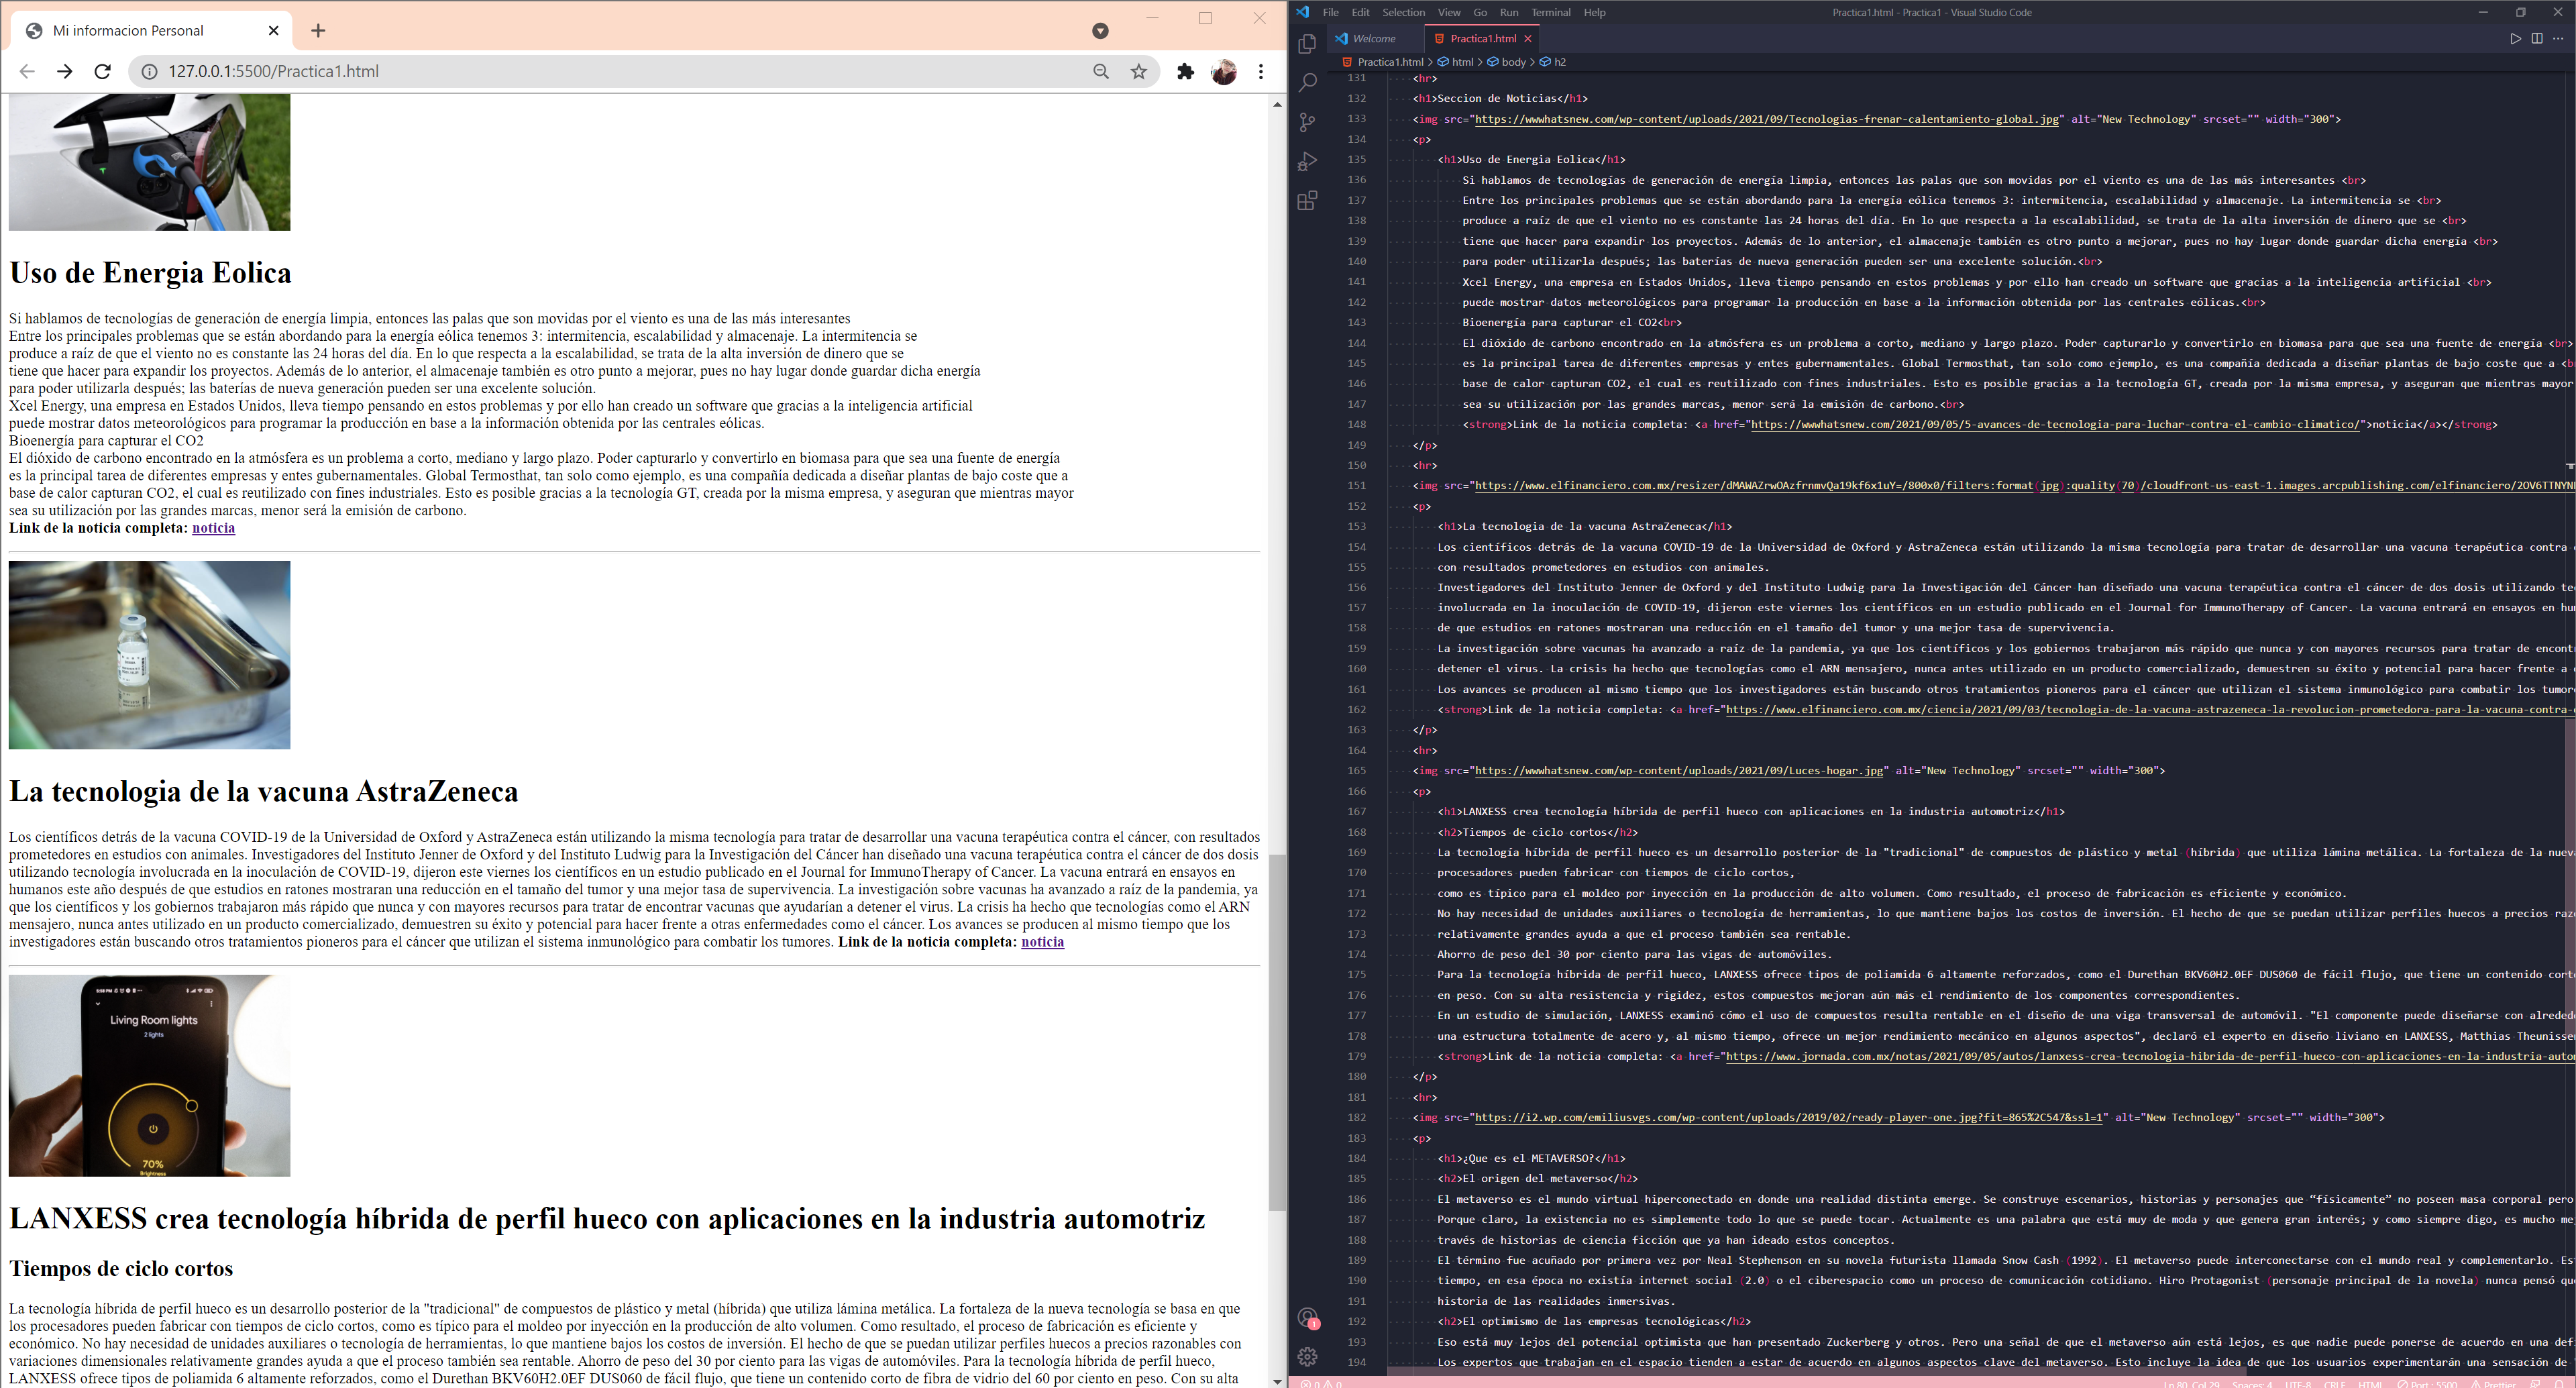 Mi informacion Personal
127.0.0.1:5500/Practica1.html
Uso de Energia Eolica
Si hablamos de tecnologías de generación de energía limpia, entonces las palas que son movidas por el viento es una de las más interesantes
Entre los principales problemas que se están abordando para la energía eólica tenemos 3: intermitencia, escalabilidad y almacenaje. La intermitencia se
produce a raíz de que el viento no es constante las 24 horas del día. En lo que respecta a la escalabilidad, se trata de la alta inversión de dinero que se
tiene que hacer para expandir los proyectos. Además de lo anterior, el almacenaje también es otro punto a mejorar, pues no hay lugar donde guardar dicha energía
para poder utilizarla después; las baterías de nueva generación pueden ser una excelente solución.
Xcel Energy, una empresa en Estados Unidos, lleva tiempo pensando en estos problemas y por ello han creado un software que gracias a la inteligencia artificial
puede mostrar datos meteorológicos para programar la producción en base a la información obtenida por las centrales eólicas.
Bioenergía para capturar el CO2
El dióxido de carbono encontrado en la atmósfera es un problema a corto, mediano y largo plazo. Poder capturarlo y convertirlo en biomasa para que sea una fuente de energía
es la principal tarea de diferentes empresas y entes gubernamentales. Global Termosthat, tan solo como ejemplo, es una compañía dedicada a diseñar plantas de bajo coste que a
base de calor capturan CO2, el cual es reutilizado con fines industriales. Esto es posible gracias a la tecnología GT, creada por la misma empresa, y aseguran que mientras mayor
sea su utilización por las grandes marcas, menor será la emisión de carbono.
Link de la noticia completa: noticia
La tecnologia de la vacuna AstraZeneca
Los científicos detrás de la vacuna COVID-19 de la Universidad de Oxford y AstraZeneca están utilizando la misma tecnología para tratar de desarrollar una vacuna terapéutica contra el cáncer, con resultados
prometedores en estudios con animales. Investigadores del Instituto Jenner de Oxford y del Instituto Ludwig para la Investigación del Cáncer han diseñado una vacuna terapéutica contra el cáncer de dos dosis
utilizando tecnología involucrada en la inoculación de COVID-19, dijeron este viernes los científicos en un estudio publicado en el Journal for ImmunoTherapy of Cancer. La vacuna entrará en ensayos en
humanos este año después de que estudios en ratones mostraran una reducción en el tamaño del tumor y una mejor tasa de supervivencia. La investigación sobre vacunas ha avanzado a raíz de la pandemia, ya
que los científicos y los gobiernos trabajaron más rápido que nunca y con mayores recursos para tratar de encontrar vacunas que ayudarían a detener el virus. La crisis ha hecho que tecnologías como el ARN
mensajero, nunca antes utilizado en un producto comercializado, demuestren su éxito y potencial para hacer frente a otras enfermedades como el cáncer. Los avances se producen al mismo tiempo que los
investigadores están buscando otros tratamientos pioneros para el cáncer que utilizan el sistema inmunológico para combatir los tumores. Link de la noticia completa: noticia
Living Room lights
2 lights
70%
Brightness
LANXESS crea tecnología híbrida de perfil hueco con aplicaciones en la industria automotriz
Tiempos de ciclo cortos
La tecnología híbrida de perfil hueco es un desarrollo posterior de la "tradicional" de compuestos de plástico y metal (híbrida) que utiliza lámina metálica. La fortaleza de la nueva tecnología se basa en que
los procesadores pueden fabricar con tiempos de ciclo cortos, como es típico para el moldeo por inyección en la producción de alto volumen. Como resultado, el proceso de fabricación es eficiente y
económico. No hay necesidad de unidades auxiliares o tecnología de herramientas, lo que mantiene bajos los costos de inversión. El hecho de que se puedan utilizar perfiles huecos a precios razonables con
variaciones dimensionales relativamente grandes ayuda a que el proceso también sea rentable. Ahorro de peso del 30 por ciento para las vigas de automóviles. Para la tecnología híbrida de perfil hueco,
LANXESS ofrece tipos de poliamida 6 altamente reforzados, como el Durethan BKV60H2.0EF DUS060 de fácil flujo, que tiene un contenido corto de fibra de vidrio del 60 por ciento en peso. Con su alta
File Edit Selection View Go Run Terminal Help
Practica1.html - Practica1 - Visual Studio Code
Welcome
Practica1.html
Practica1.html > html > body > h2
131 <hr>
132 <h1>Seccion de Noticias</h1>
133 <img src="https://wwwhatsnew.com/wp-content/uploads/2021/09/Tecnologias-frenar-calentamiento-global.jpg" alt="New Technology" srcset="" width="300">
134 <p>
135 <h1>Uso de Energia Eolica</h1>
136 Si hablamos de tecnologías de generación de energía limpia, entonces las palas que son movidas por el viento es una de las más interesantes <br>
137 Entre los principales problemas que se están abordando para la energía eólica tenemos 3: intermitencia, escalabilidad y almacenaje. La intermitencia se <br>
138 produce a raíz de que el viento no es constante las 24 horas del día. En lo que respecta a la escalabilidad, se trata de la alta inversión de dinero que se <br>
139 tiene que hacer para expandir los proyectos. Además de lo anterior, el almacenaje también es otro punto a mejorar, pues no hay lugar donde guardar dicha energía <br>
140 para poder utilizarla después; las baterías de nueva generación pueden ser una excelente solución.<br>
141 Xcel Energy, una empresa en Estados Unidos, lleva tiempo pensando en estos problemas y por ello han creado un software que gracias a la inteligencia artificial <br>
142 puede mostrar datos meteorológicos para programar la producción en base a la información obtenida por las centrales eólicas.<br>
143 Bioenergía para capturar el CO2<br>
144 El dióxido de carbono encontrado en la atmósfera es un problema a corto, mediano y largo plazo. Poder capturarlo y convertirlo en biomasa para que sea una fuente de energía <br>
145 es la principal tarea de diferentes empresas y entes gubernamentales. Global Termosthat, tan solo como ejemplo, es una compañía dedicada a diseñar plantas de bajo coste que a <b
146 base de calor capturan CO2, el cual es reutilizado con fines industriales. Esto es posible gracias a la tecnología GT, creada por la misma empresa, y aseguran que mientras mayor
147 sea su utilización por las grandes marcas, menor será la emisión de carbono.<br>
148 <strong>Link de la noticia completa: <a href="https://wwwhatsnew.com/2021/09/05/5-avances-de-tecnologia-para-luchar-contra-el-cambio-climatico/">noticia</a></strong>
149 </p>
150 <hr>
151 <img src="https://www.elfinanciero.com.mx/resizer/dMAWAZrwOAzfrnmvQa19kf6x1uY=/800x0/filters:format(jpg):quality(70)/cloudfront-us-east-1.images.arcpublishing.com/elfinanciero/2OV6TTNYN
152 <p>
153 <h1>La tecnologia de la vacuna AstraZeneca</h1>
154 Los científicos detrás de la vacuna COVID-19 de la Universidad de Oxford y AstraZeneca están utilizando la misma tecnología para tratar de desarrollar una vacuna terapéutica contra
155 con resultados prometedores en estudios con animales.
156 Investigadores del Instituto Jenner de Oxford y del Instituto Ludwig para la Investigación del Cáncer han diseñado una vacuna terapéutica contra el cáncer de dos dosis utilizando te
157 involucrada en la inoculación de COVID-19, dijeron este viernes los científicos en un estudio publicado en el Journal for ImmunoTherapy of Cancer. La vacuna entrará en ensayos en hu
158 de que estudios en ratones mostraran una reducción en el tamaño del tumor y una mejor tasa de supervivencia.
159 La investigación sobre vacunas ha avanzado a raíz de la pandemia, ya que los científicos y los gobiernos trabajaron más rápido que nunca y con mayores recursos para tratar de encont
160 detener el virus. La crisis ha hecho que tecnologías como el ARN mensajero, nunca antes utilizado en un producto comercializado, demuestren su éxito y potencial para hacer frente a
161 Los avances se producen al mismo tiempo que los investigadores están buscando otros tratamientos pioneros para el cáncer que utilizan el sistema inmunológico para combatir los tumor
162 <strong>Link de la noticia completa: <a href="https://www.elfinanciero.com.mx/ciencia/2021/09/03/tecnologia-de-la-vacuna-astrazeneca-la-revolucion-prometedora-para-la-vacuna-contra-
163 </p>
164 <hr>
165 <img src="https://wwwhatsnew.com/wp-content/uploads/2021/09/Luces-hogar.jpg" alt="New Technology" srcset="" width="300">
166 <p>
167 <h1>LANXESS crea tecnología híbrida de perfil hueco con aplicaciones en la industria automotriz</h1>
168 <h2>Tiempos de ciclo cortos</h2>
169 La tecnología híbrida de perfil hueco es un desarrollo posterior de la "tradicional" de compuestos de plástico y metal (híbrida) que utiliza lámina metálica. La fortaleza de la nuev
170 procesadores pueden fabricar con tiempos de ciclo cortos,
171 como es típico para el moldeo por inyección en la producción de alto volumen. Como resultado, el proceso de fabricación es eficiente y económico.
172 No hay necesidad de unidades auxiliares o tecnología de herramientas, lo que mantiene bajos los costos de inversión. El hecho de que se puedan utilizar perfiles huecos a precios raz
173 relativamente grandes ayuda a que el proceso también sea rentable.
174 Ahorro de peso del 30 por ciento para las vigas de automóviles.
175 Para la tecnología híbrida de perfil hueco, LANXESS ofrece tipos de poliamida 6 altamente reforzados, como el Durethan BKV60H2.0EF DUS060 de fácil flujo, que tiene un contenido cort
176 en peso. Con su alta resistencia y rigidez, estos compuestos mejoran aún más el rendimiento de los componentes correspondientes.
177 En un estudio de simulación, LANXESS examinó cómo el uso de compuestos resulta rentable en el diseño de una viga transversal de automóvil. "El componente puede diseñarse con alreded
178 una estructura totalmente de acero y, al mismo tiempo, ofrece un mejor rendimiento mecánico en algunos aspectos", declaró el experto en diseño liviano en LANXESS, Matthias Theunisse
179 <strong>Link de la noticia completa: <a href="https://www.jornada.com.mx/notas/2021/09/05/autos/lanxess-crea-tecnologia-hibrida-de-perfil-hueco-con-aplicaciones-en-la-industria-auto
180 </p>
181 <hr>
182 <img src="https://i2.wp.com/emiliusvgs.com/wp-content/uploads/2019/02/ready-player-one.jpg?fit=865%2C547&ssl=1" alt="New Technology" srcset="" width="300">
183 <p>
184 <h1>¿Que es el METAVERSO?</h1>
185 <h2>El origen del metaverso</h2>
186 El metaverso es el mundo virtual hiperconectado en donde una realidad distinta emerge. Se construye escenarios, historias y personajes que “físicamente” no poseen masa corporal pero
187 Porque claro, la existencia no es simplemente todo lo que se puede tocar. Actualmente es una palabra que está muy de moda y que genera gran interés; y como siempre digo, es mucho me
188 través de historias de ciencia ficción que ya han ideado estos conceptos.
189 El término fue acuñado por primera vez por Neal Stephenson en su novela futurista llamada Snow Cash (1992). El metaverso puede interconectarse con el mundo real y complementarlo. Es
190 tiempo, en esa época no existía internet social (2.0) o el ciberespacio como un proceso de comunicación cotidiano. Hiro Protagonist (personaje principal de la novela) nunca pensó qu
191 historia de las realidades inmersivas.
192 <h2>El optimismo de las empresas tecnológicas</h2>
193 Eso está muy lejos del potencial optimista que han presentado Zuckerberg y otros. Pero una señal de que el metaverso aún está lejos, es que nadie puede ponerse de acuerdo en una def
194 Los expertos que trabajan en el espacio tienden a estar de acuerdo en algunos aspectos clave del metaverso. Esto incluye la idea de que los usuarios experimentarán una sensación de
Ln 80, Col 29 Spaces: 4 UTF-8 CRLF HTML Port : 5500 Prettier